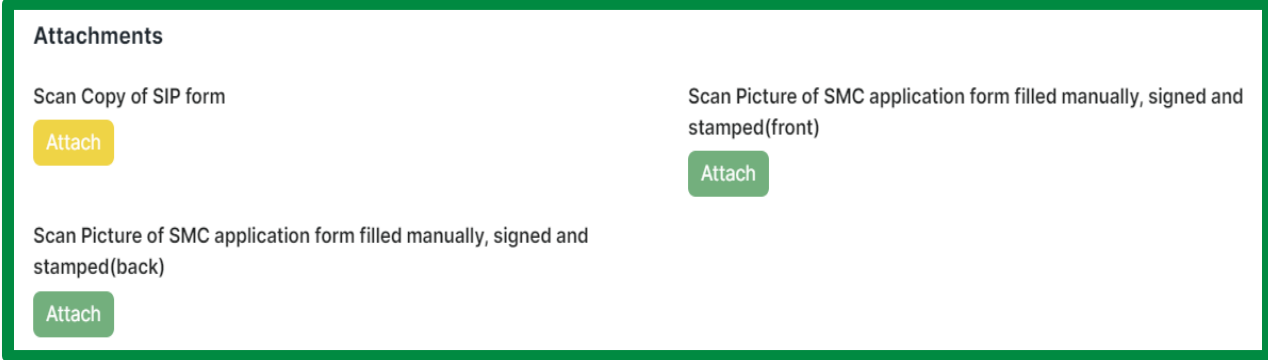 Attachments
Scan Copy of SIP form
Attach
Scan Picture of SMC application form filled manually, signed and
stamped(front)
Attach
Scan Picture of SMC application form filled manually, signed and
stamped(back)
Attach